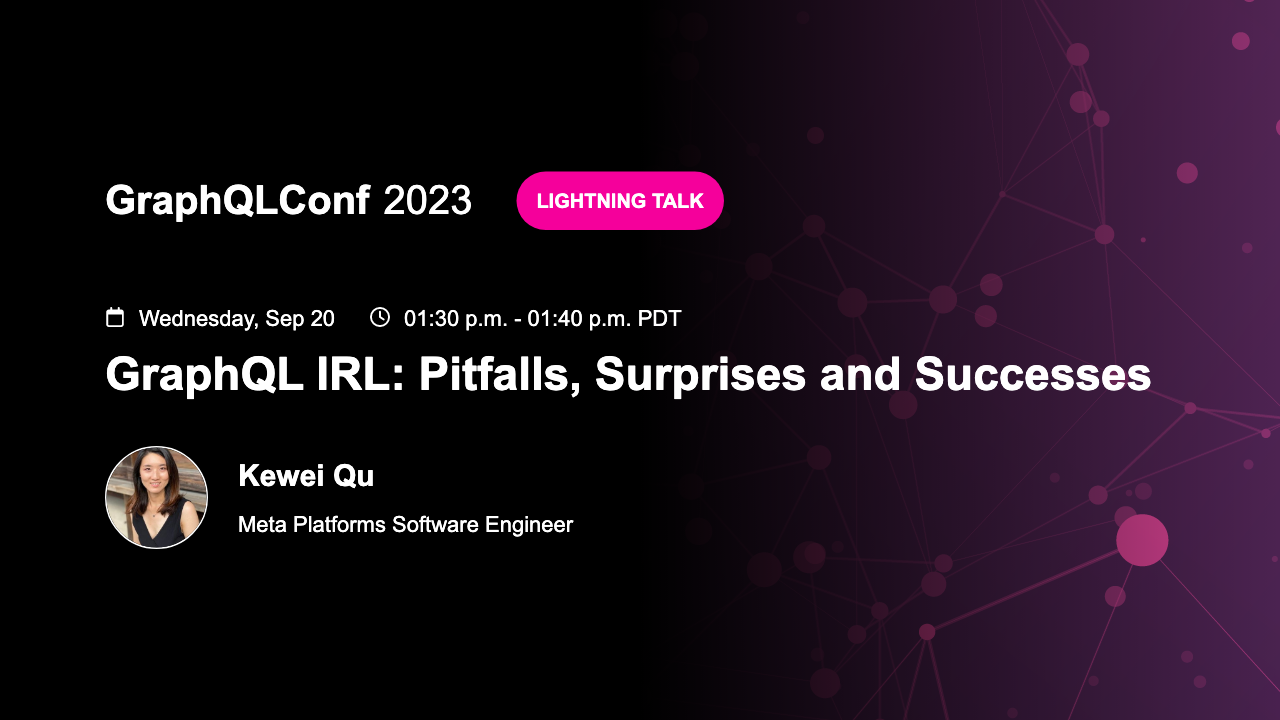 GraphQLConf 2023
LIGHTNING TALK
Wednesday, Sep 20
01:30 p.m. - 01:40 p.m. PDT
GraphQL IRL: Pitfalls, Surprises and Successes
Kewei Qu
Meta Platforms Software Engineer